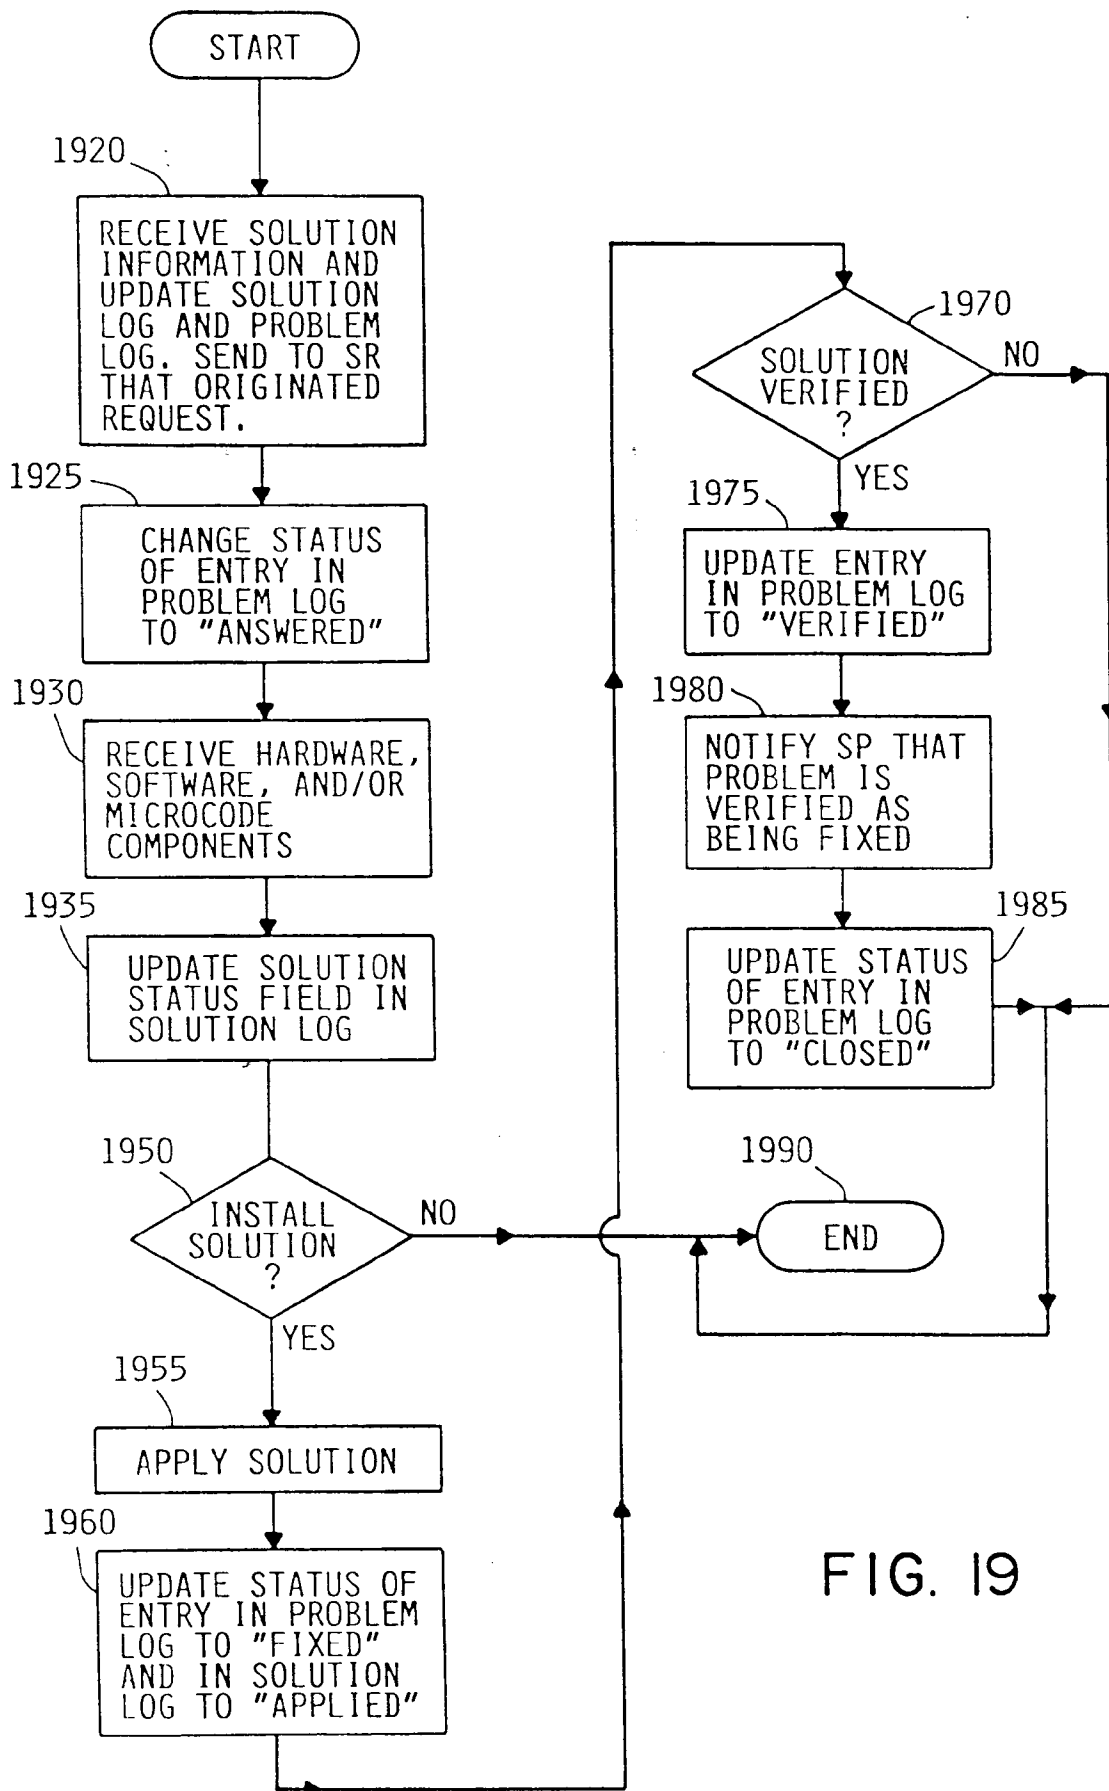 START
1920
RECEIVE SOLUTION
INFORMATION AND
UPDATE SOLUTION
LOG AND PROBLEM
LOG. SEND TO SR
THAT ORIGINATED
REQUEST.
1925
CHANGE STATUS
OF ENTRY IN
PROBLEM LOG
TO "ANSWERED"
1930
RECEIVE HARDWARE,
SOFTWARE, AND/OR
MICROCODE
COMPONENTS
1935
UPDATE SOLUTION
STATUS FIELD IN
SOLUTION LOG
1950
INSTALL
SOLUTION
?
NO
YES
1955
APPLY SOLUTION
1960
UPDATE STATUS OF
ENTRY IN PROBLEM
LOG TO "FIXED"
AND IN SOLUTION
LOG TO "APPLIED"
1970
SOLUTION
VERIFIED
?
NO
YES
1975
UPDATE ENTRY
IN PROBLEM LOG
TO "VERIFIED"
1980
NOTIFY SP THAT
PROBLEM IS
VERIFIED AS
BEING FIXED
1985
UPDATE STATUS
OF ENTRY IN
PROBLEM LOG
TO "CLOSED"
1990
END
FIG. 19